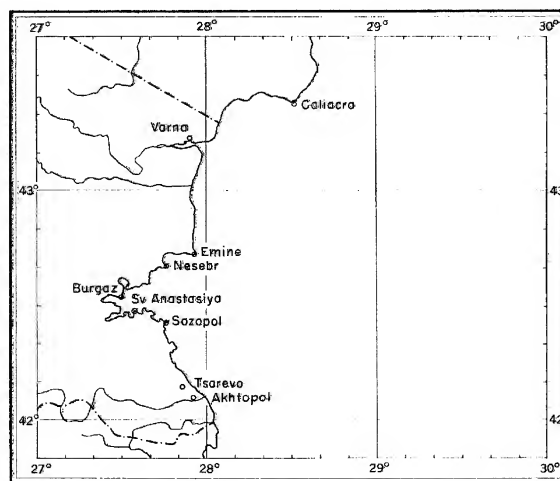 27° 28° 29° 30°
Caliacra
Varna
43° 43°
Emine
Nesebr
Burgaz
Sv Anastasiya
Sozopol
Tsarevo
Akhtopol
42° 42°
27° 28° 29° 30°